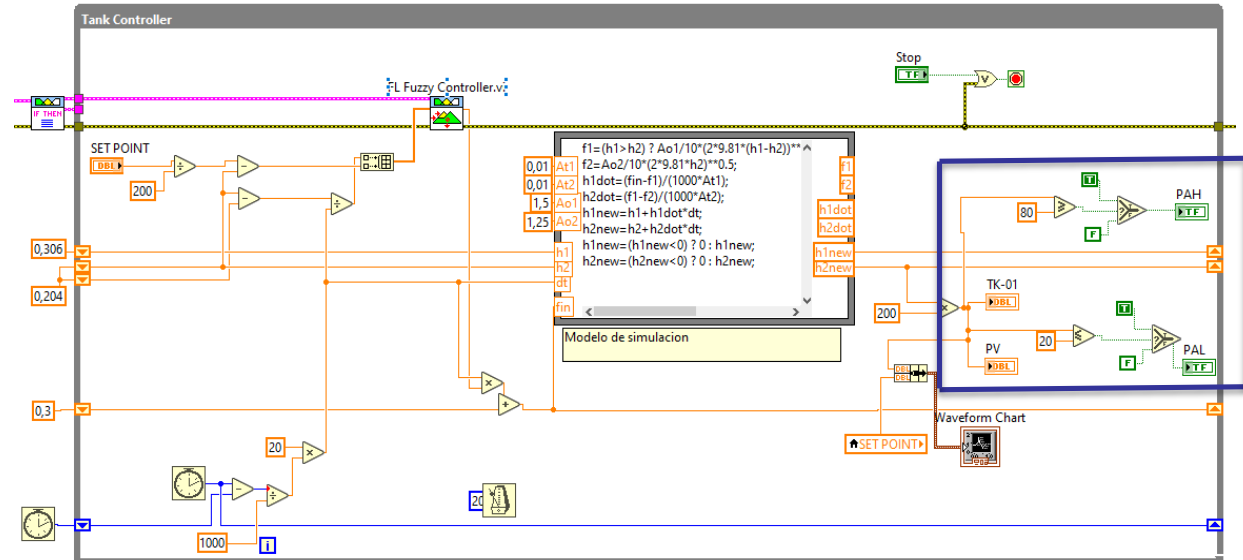 Tank Controller
Stop
TF
FL Fuzzy Controller.v
IF THEN
SET POINT
DBL
200
f1=(h1>h2) ? Ao1/10*(2*9.81*(h1-h2))**
f2=Ao2/10*(2*9.81*h2)**0.5;
h1dot=(fin-f1)/(1000*At1);
h2dot=(f1-f2)/(1000*At2);
h1new=h1+h1dot*dt;
h2new=h2+h2dot*dt;
h1new=(h1new<0) ? 0 : h1new;
h2new=(h2new<0) ? 0 : h2new;
0,01 At1
0,01 At2
1,5 Ao1
1,25 Ao2
h1
h2
dt
fin
f1
f2
h1dot
h2dot
h1new
h2new
Modelo de simulacion
0,306
0,204
0,3
T
80
F
PAH
TF
TK-01
DBL
200
T
20
F
PV
DBL
PAL
TF
DBL
DBL
SET POINT
Waveform Chart
20
20
1000
i